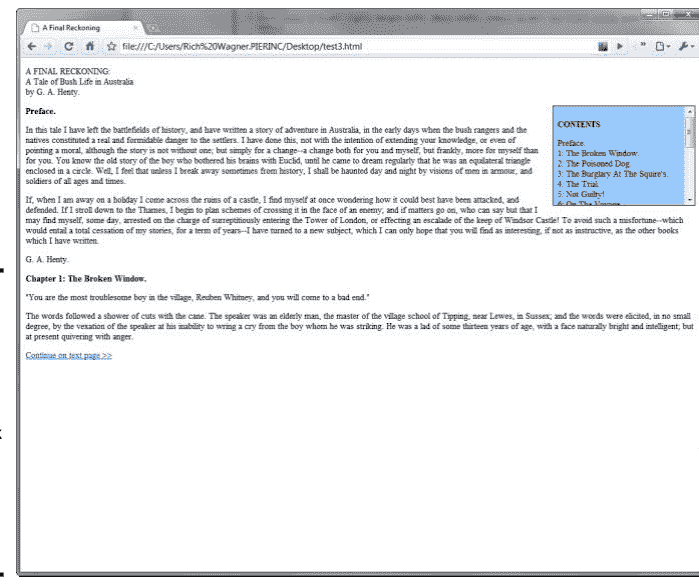 A Final Reckoning
file:///C:/Users/Rich%20Wagner.PIERINC/Desktop/test3.html
A FINAL RECKONING:
A Tale of Bush Life in Australia
by G. A. Henty.
Preface.
In this tale I have left the battlefields of history, and have written a story of adventure in Australia, in the early days when the bush rangers and the
natives constituted a real and formidable danger to the settlers. I have done this, not with the intention of extending your knowledge, or even of
pointing a moral, although the story is not without one; but simply for a change--a change both for you and myself, but frankly, more for myself than
for you. You know the old story of the boy who bothered his brains with Euclid, until he came to dream regularly that he was an equilateral triangle
enclosed in a circle. Well, I feel that unless I break away sometimes from history, I shall be haunted day and night by visions of men in armour, and
soldiers of all ages and times.
If, when I am away on a holiday I come across the ruins of a castle, I find myself at once wondering how it could best have been attacked, and
defended. If I stroll down to the Thames, I begin to plan schemes of crossing it in the face of an enemy; and if matters go on, who can say but that I
may find myself, some day, arrested on the charge of surreptitiously entering the Tower of London, or effecting an escalade of the keep of Windsor Castle! To avoid such a misfortune--which
would entail a total cessation of my stories, for a term of years--I have turned to a new subject, which I can only hope that you will find as interesting, if not as instructive, as the other books
which I have written.
G. A. Henty.
Chapter 1: The Broken Window.
"You are the most troublesome boy in the village, Reuben Whitney, and you will come to a bad end."
The words followed a shower of cuts with the cane. The speaker was an elderly man, the master of the village school of Tipping, near Lewes, in Sussex; and the words were elicited, in no small
degree, by the vexation of the speaker at his inability to wring a cry from the boy whom he was striking. He was a lad of some thirteen years of age, with a face naturally bright and intelligent; but
at present quivering with anger.
Continue on text page >>
CONTENTS
Preface.
1: The Broken Window.
2: The Poisoned Dog.
3: The Burglary At The Squire's.
4: The Trial.
5: Not Guilty!
6: On The Voyage.